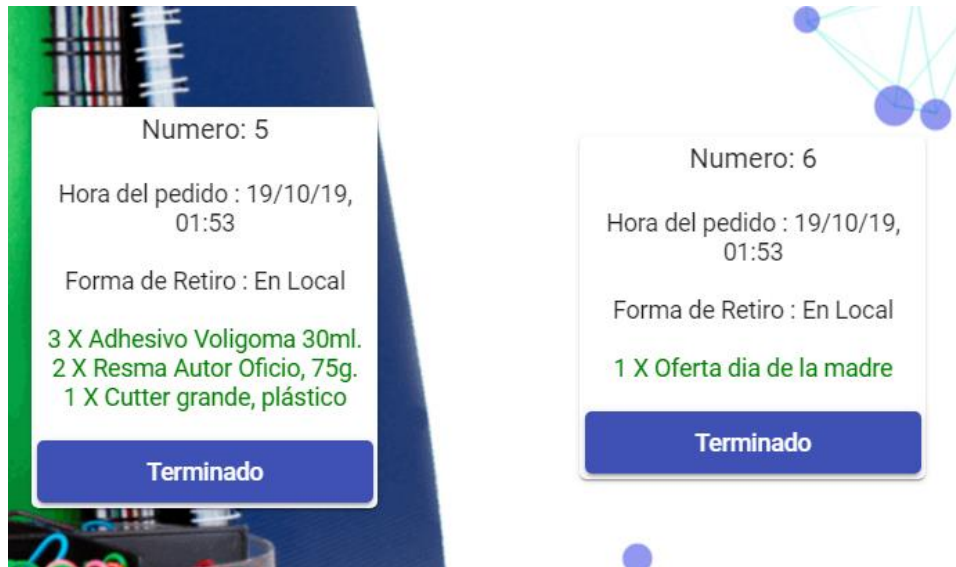 Numero: 5
Hora del pedido : 19/10/19,
01:53
Forma de Retiro : En Local
3 X Adhesivo Voligoma 30ml.
2 X Resma Autor Oficio, 75g.
1 X Cutter grande, plástico
Terminado
Numero: 6
Hora del pedido : 19/10/19,
01:53
Forma de Retiro : En Local
1 X Oferta dia de la madre
Terminado